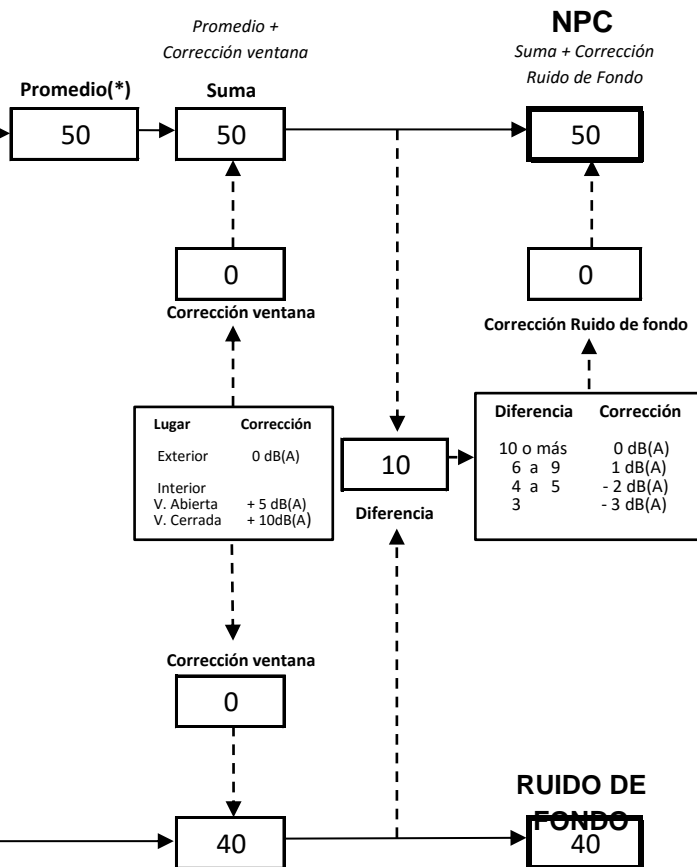 Promedio +
Corrección ventana
NPC
Suma + Corrección
Ruido de Fondo
Promedio(*)
Suma
50
50
50
0
0
Corrección ventana
Corrección Ruido de fondo
Lugar Corrección
Exterior 0 dB(A)
Interior
V. Abierta + 5 dB(A)
V. Cerrada + 10dB(A)
10
Diferencia
Diferencia Corrección
10 o más 0 dB(A)
6 a 9 1 dB(A)
4 a 5 - 2 dB(A)
3 - 3 dB(A)
Corrección ventana
0
RUIDO DE
FONDO
40
40